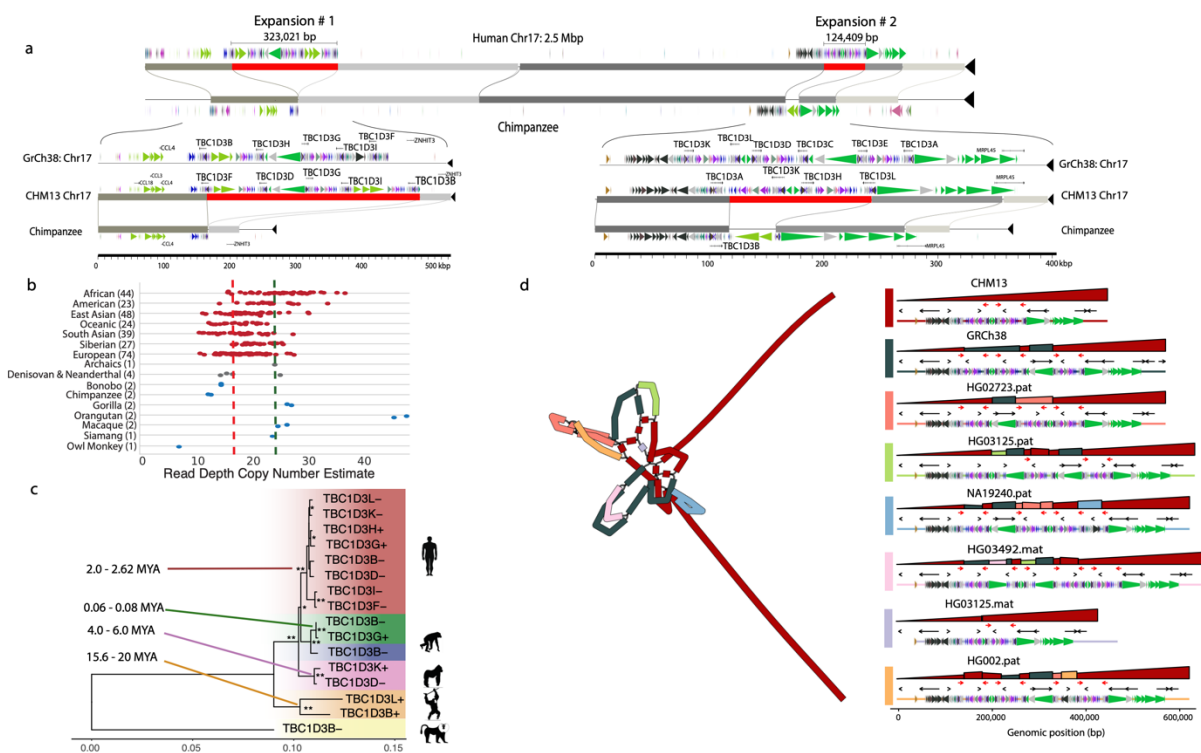 a
Expansion # 1
323,021 bp
Human Chr17: 2.5 Mbp
Expansion # 2
124,409 bp
Chimpanzee
GrCh38: Chr17
CCL4
TBC1D3B
TBC1D3H
TBC1D3G
TBC1D3F
TBC1D3I
ZNHIT3
CHM13 Chr17
CCL3
CCL18
CCL4
TBC1D3F
TBC1D3D
TBC1D3G
TBC1D3I
TBC1D3B
ZNHT3
Chimpanzee
CCL4
ZNHIT3
0 100 200 300 400 500 kbp
TBC1D3K
TBC1D3L
TBC1D3D
TBC1D3C
TBC1D3E
TBC1D3A
MRPL45
GrCh38: Chr17
TBC1D3A
TBC1D3K
TBC1D3H
TBC1D3L
MRPL45
CHM13 Chr17
Chimpanzee
TBC1D3B
MRPL45
0 100 200 300 400 kbp
b
African (44)
American (23)
East Asian (48)
Oceanic (24)
South Asian (39)
Siberian (27)
European (74)
Archaics (1)
Denisovan & Neanderthal (4)
Bonobo (2)
Chimpanzee (2)
Gorilla (2)
Orangutan (2)
Macaque (2)
Siamang (1)
Owl Monkey (1)
0 10 20 30 40
Read Depth Copy Number Estimate
c
TBC1D3L−
TBC1D3K−
TBC1D3H+
TBC1D3G+
TBC1D3B−
TBC1D3D−
TBC1D3I−
TBC1D3F−
TBC1D3B−
TBC1D3G+
TBC1D3B−
TBC1D3K+
TBC1D3D−
TBC1D3L+
TBC1D3B+
TBC1D3B−
2.0 - 2.62 MYA
0.06 - 0.08 MYA
4.0 - 6.0 MYA
15.6 - 20 MYA
0.00 0.05 0.10 0.15
d
CHM13
GRCh38
HG02723.pat
HG03125.pat
NA19240.pat
HG03492.mat
HG03125.mat
HG002.pat
0 200,000 400,000 600,000
Genomic position (bp)